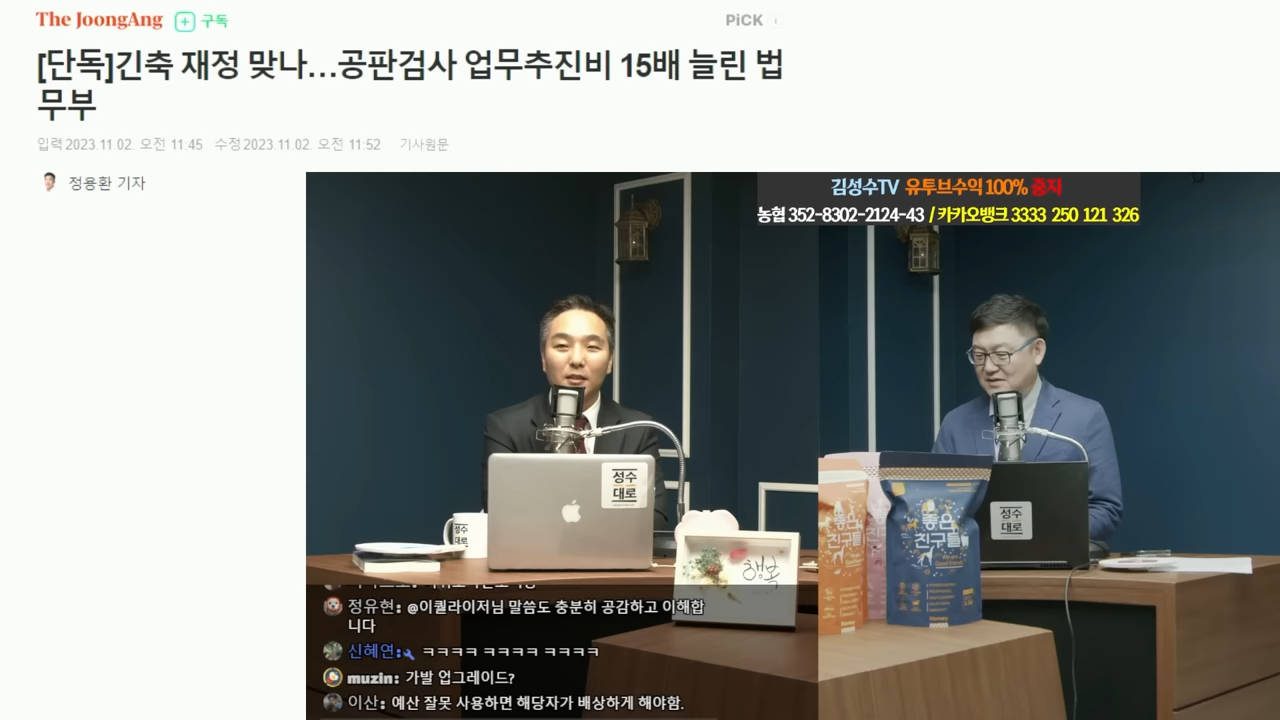 The JoongAng + 구독
PiCK
[단독]긴축 재정 맞나…공판검사 업무추진비 15배 늘린 법
무부
입력 2023.11.02. 오전 11:45 수정 2023.11.02. 오전 11:52 기사원문
정용환 기자
김성수TV 유투브수익 100% 중지
농협 352-8302-2124-43 / 카카오뱅크 3333 250 121 326
성수
대로
성수
대로
성수
대로
행복
좋은
친구들
좋은
친구들
정유현: @이퀄라이저님 말씀도 충분히 공감하고 이해합
니다
신혜연: ㅋㅋㅋㅋ ㅋㅋㅋㅋ ㅋㅋㅋㅋ
muzin: 가발 업그레이드?
이산: 예산 잘못 사용하면 해당자가 배상하게 해야함.